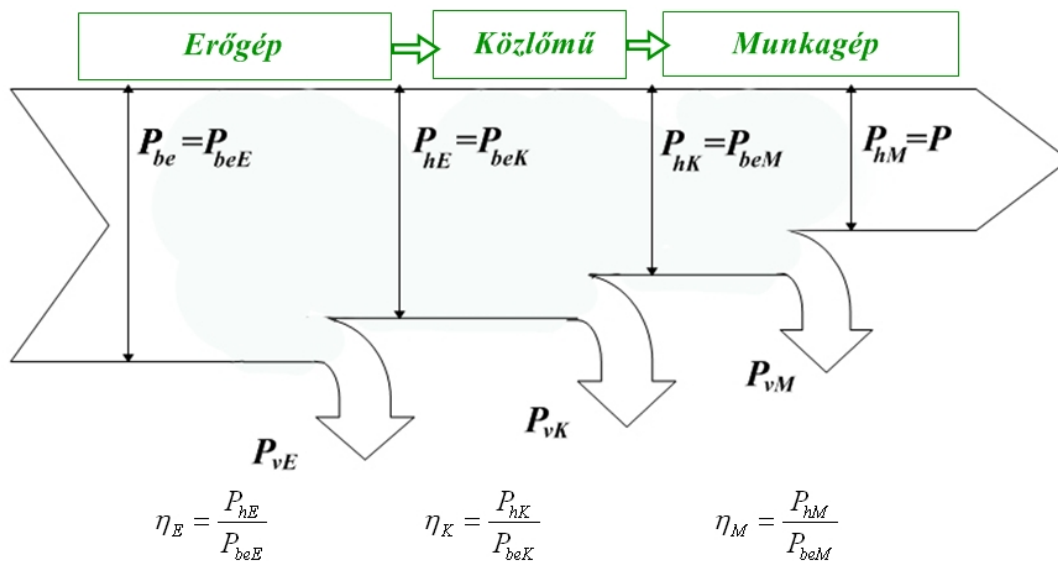 Erőgép Közlőmű Munkagép
P_be=P_beE P_hE=P_beK P_hK=P_beM P_hM=P
P_vM
P_vK
P_vE
η_E = P_hE / P_beE η_K = P_hK / P_beK η_M = P_hM / P_beM